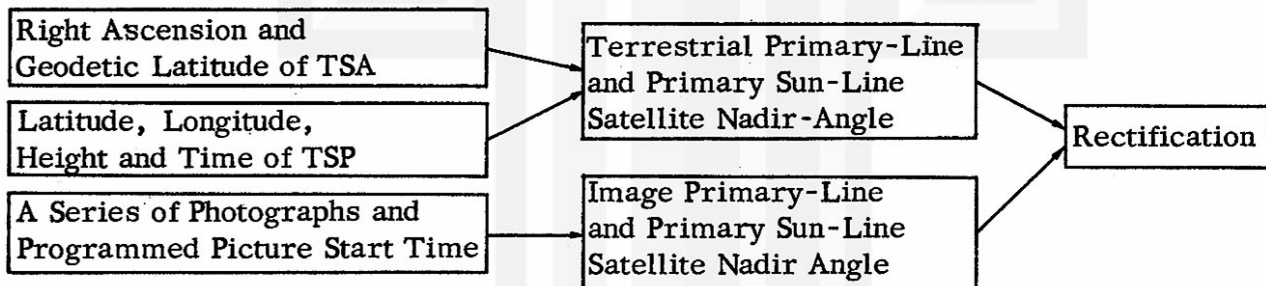 Right Ascension and
Geodetic Latitude of TSA
Latitude, Longitude,
Height and Time of TSP
A Series of Photographs and
Programmed Picture Start Time
Terrestrial Primary-Line
and Primary Sun-Line
Satellite Nadir-Angle
Image Primary-Line
and Primary Sun-Line
Satellite Nadir Angle
Rectification